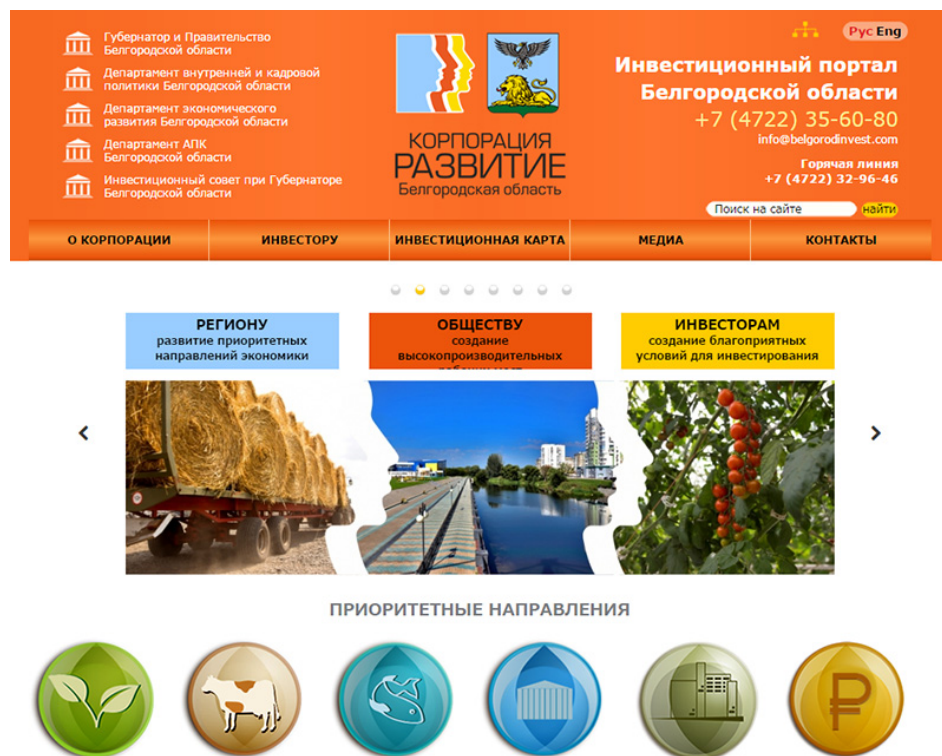 Губернатор и Правительство
Белгородской области
Департамент внутренней и кадровой
политики Белгородской области
Департамент экономического
развития Белгородской области
Департамент АПК
Белгородской области
Инвестиционный совет при Губернаторе
Белгородской области
КОРПОРАЦИЯ
РАЗВИТИЕ
Белгородская область
Рус Eng
Инвестиционный портал
Белгородской области
+7 (4722) 35-60-80
info@belgorodinvest.com
Горячая линия
+7 (4722) 32-96-46
Поиск на сайте найти
О КОРПОРАЦИИ ИНВЕСТОРУ ИНВЕСТИЦИОННАЯ КАРТА МЕДИА КОНТАКТЫ
РЕГИОНУ
развитие приоритетных
направлений экономики
ОБЩЕСТВУ
создание
высокопроизводительных
ИНВЕСТОРАМ
создание благоприятных
условий для инвестирования
ПРИОРИТЕТНЫЕ НАПРАВЛЕНИЯ